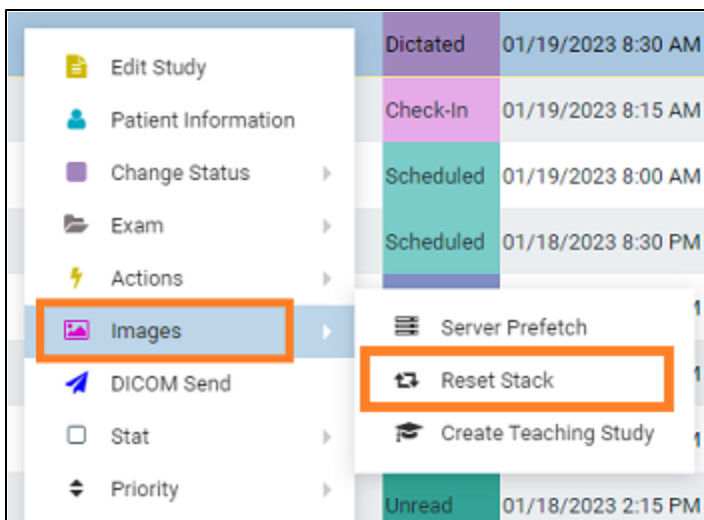 Edit Study
Patient Information
Change Status
Exam
Actions
Images
DICOM Send
Stat
Priority
Server Prefetch
Reset Stack
Create Teaching Study
Dictated 01/19/2023 8:30 AM
Check-In 01/19/2023 8:15 AM
Scheduled 01/19/2023 8:00 AM
Scheduled 01/18/2023 8:30 PM
Unread 01/18/2023 2:15 PM